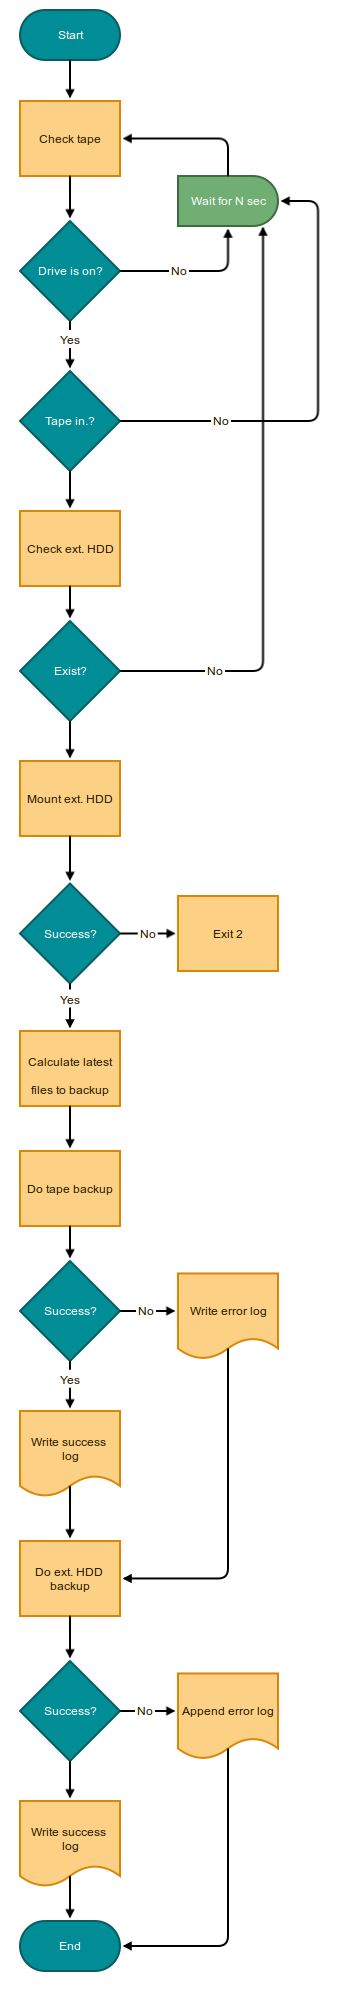 Start
Check tape
Wait for N sec
Drive is on?
No
Yes
Tape in.?
No
Check ext. HDD
Exist?
No
Mount ext. HDD
Success?
No
Exit 2
Yes
Calculate latest
files to backup
Do tape backup
Success?
No
Write error log
Yes
Write success
log
Do ext. HDD
backup
Success?
No
Append error log
Write success
log
End